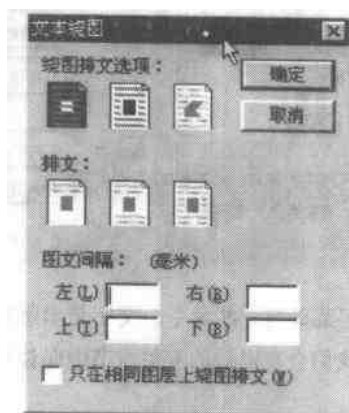 文本绕图
绕图排文选项：
确定
取消
排文：
图文间隔： (毫米)
左(L)
右(R)
上(T)
下(B)
只在相同图层上绕图排文(W)